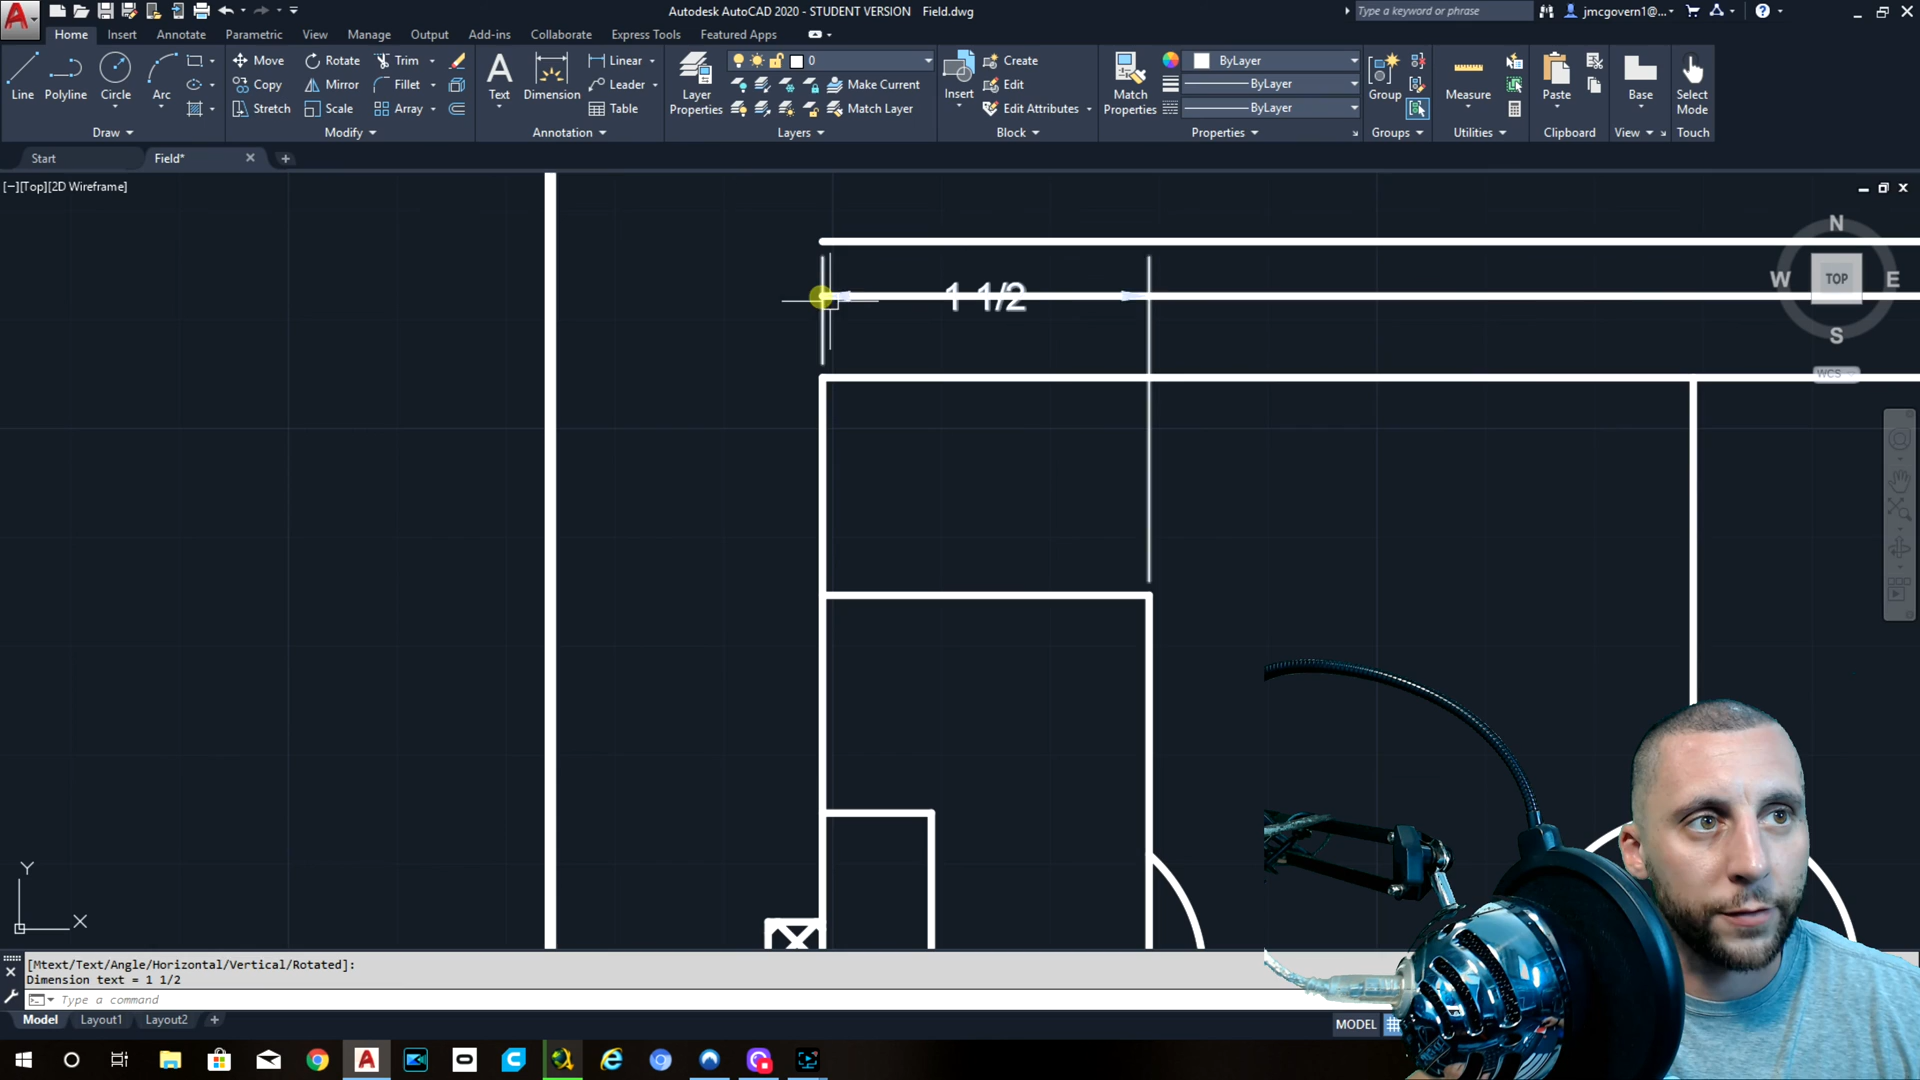 Autodesk AutoCAD 2020 - STUDENT VERSION Field.dwg
Type a keyword or phrase
jmcgovern1@...
Home Insert Annotate Parametric View Manage Output Add-ins Collaborate Express Tools Featured Apps
Line Polyline Circle Arc
Move Rotate Trim
Copy Mirror Fillet
Stretch Scale Array
Text Dimension
Linear
Leader
Table
Layer Properties
0
Make Current
Match Layer
Insert
Create
Edit
Edit Attributes
Match Properties
ByLayer
ByLayer
ByLayer
Group
Measure
Paste
Base
Select Mode
Draw Modify Annotation Layers Block Properties Groups Utilities Clipboard View Touch
Start Field*
[−][Top][2D Wireframe]
N
W TOP E
S
WCS
1 1/2
Y
X
[Mtext/Text/Angle/Horizontal/Vertical/Rotated]:
Dimension text = 1 1/2
Type a command
Model Layout1 Layout2
MODEL